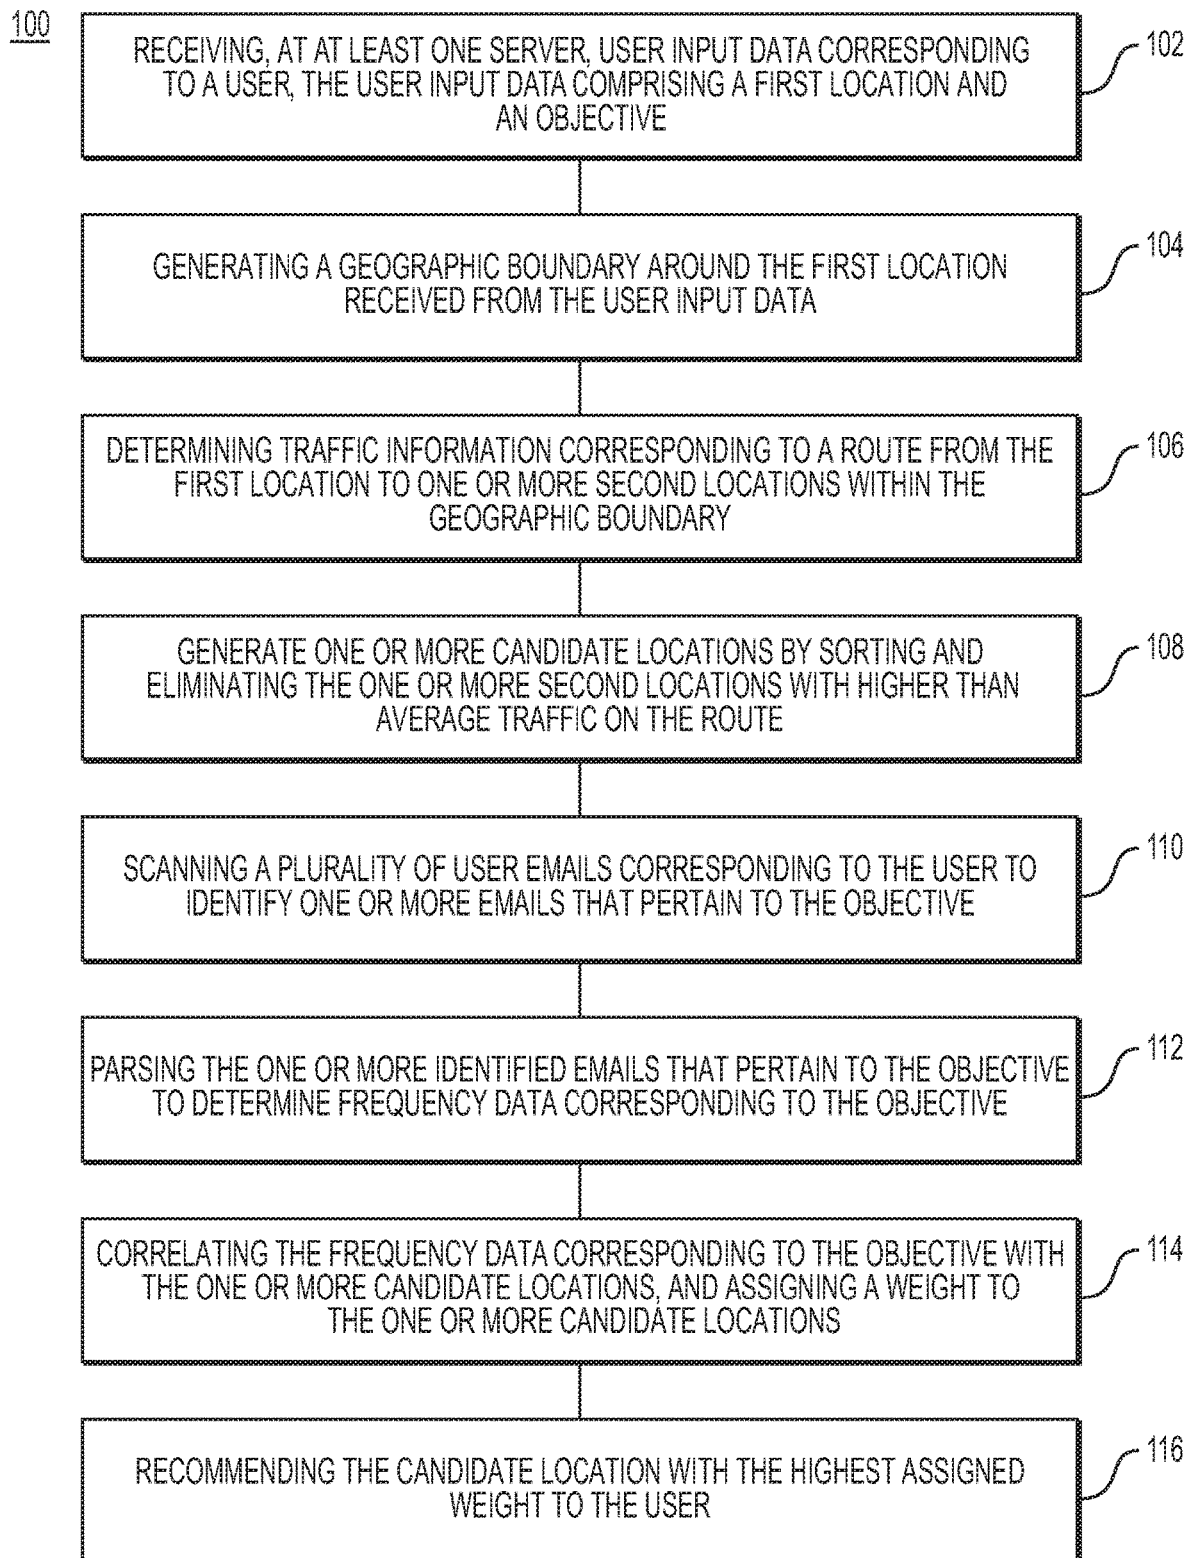 100
RECEIVING, AT AT LEAST ONE SERVER, USER INPUT DATA CORRESPONDING
TO A USER, THE USER INPUT DATA COMPRISING A FIRST LOCATION AND
AN OBJECTIVE
102
GENERATING A GEOGRAPHIC BOUNDARY AROUND THE FIRST LOCATION
RECEIVED FROM THE USER INPUT DATA
104
DETERMINING TRAFFIC INFORMATION CORRESPONDING TO A ROUTE FROM THE
FIRST LOCATION TO ONE OR MORE SECOND LOCATIONS WITHIN THE
GEOGRAPHIC BOUNDARY
106
GENERATE ONE OR MORE CANDIDATE LOCATIONS BY SORTING AND
ELIMINATING THE ONE OR MORE SECOND LOCATIONS WITH HIGHER THAN
AVERAGE TRAFFIC ON THE ROUTE
108
SCANNING A PLURALITY OF USER EMAILS CORRESPONDING TO THE USER TO
IDENTIFY ONE OR MORE EMAILS THAT PERTAIN TO THE OBJECTIVE
110
PARSING THE ONE OR MORE IDENTIFIED EMAILS THAT PERTAIN TO THE OBJECTIVE
TO DETERMINE FREQUENCY DATA CORRESPONDING TO THE OBJECTIVE
112
CORRELATING THE FREQUENCY DATA CORRESPONDING TO THE OBJECTIVE WITH
THE ONE OR MORE CANDIDATE LOCATIONS, AND ASSIGNING A WEIGHT TO
THE ONE OR MORE CANDIDATE LOCATIONS
114
RECOMMENDING THE CANDIDATE LOCATION WITH THE HIGHEST ASSIGNED
WEIGHT TO THE USER
116